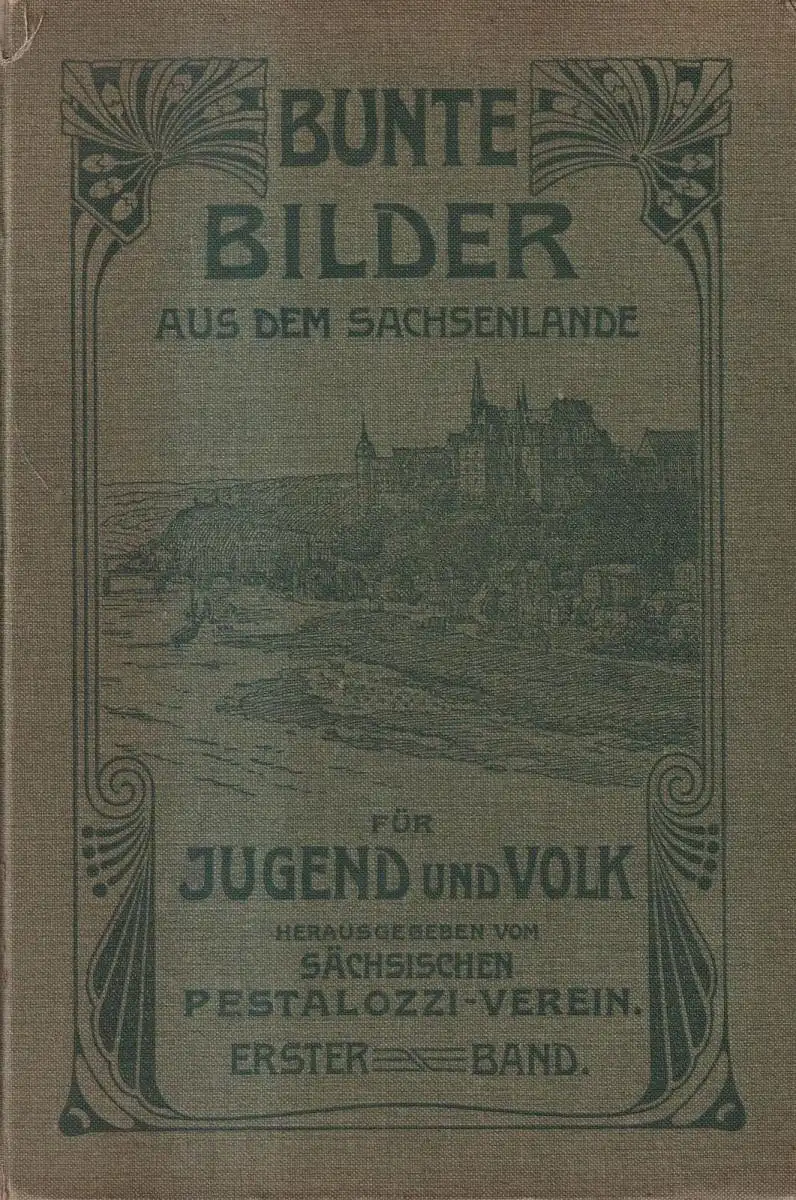 BUNTE
BILDER
AUS DEM SACHSENLANDE
FÜR
JUGEND UND VOLK
HERAUSGEGEBEN VOM
SÄCHSISCHEN
PESTALOZZI-VEREIN.
ERSTER BAND.